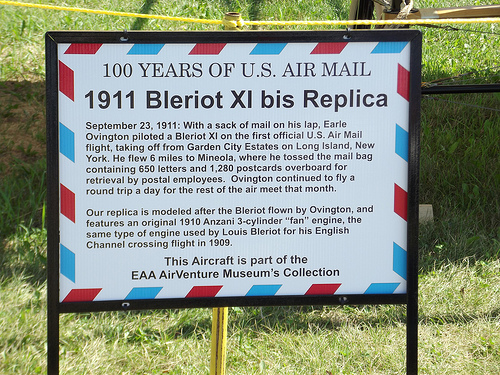 100 YEARS OF U.S. AIR MAIL
1911 Bleriot XI bis Replica
September 23, 1911: With a sack of mail on his lap, Earle
Ovington piloted a Bleriot XI on the first official U.S. Air Mail
flight, taking off from Garden City Estates on Long Island, New
York. He flew 6 miles to Mineola, where he tossed the mail bag
containing 650 letters and 1,280 postcards overboard for
retrieval by postal employees. Ovington continued to fly a
round trip a day for the rest of the air meet that month.
Our replica is modeled after the Bleriot flown by Ovington, and
features an original 1910 Anzani 3-cylinder "fan" engine, the
same type of engine used by Louis Bleriot for his English
Channel crossing flight in 1909.
This Aircraft is part of the
EAA AirVenture Museum's Collection